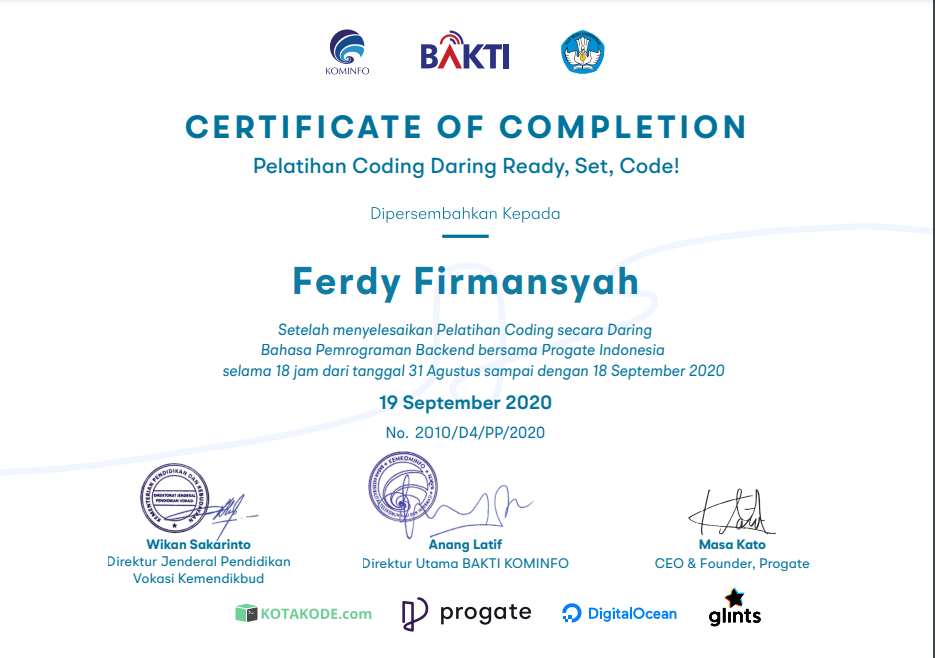 KOMINFO
BAKTI
CERTIFICATE OF COMPLETION
Pelatihan Coding Daring Ready, Set, Code!
Dipersembahkan Kepada
Ferdy Firmansyah
Setelah menyelesaikan Pelatihan Coding secara Daring
Bahasa Pemrograman Backend bersama Progate Indonesia
selama 18 jam dari tanggal 31 Agustus sampai dengan 18 September 2020
19 September 2020
No. 2010/D4/PP/2020
KEMENTERIAN PENDIDIKAN DAN KEBUDAYAAN
DIREKTORAT JENDERAL
PENDIDIKAN VOKASI
KEMKOMINFO
Wikan Sakarinto
Direktur Jenderal Pendidikan
Vokasi Kemendikbud
Anang Latif
Direktur Utama BAKTI KOMINFO
Masa Kato
CEO & Founder, Progate
KOTAKODE.com
progate
DigitalOcean
glints